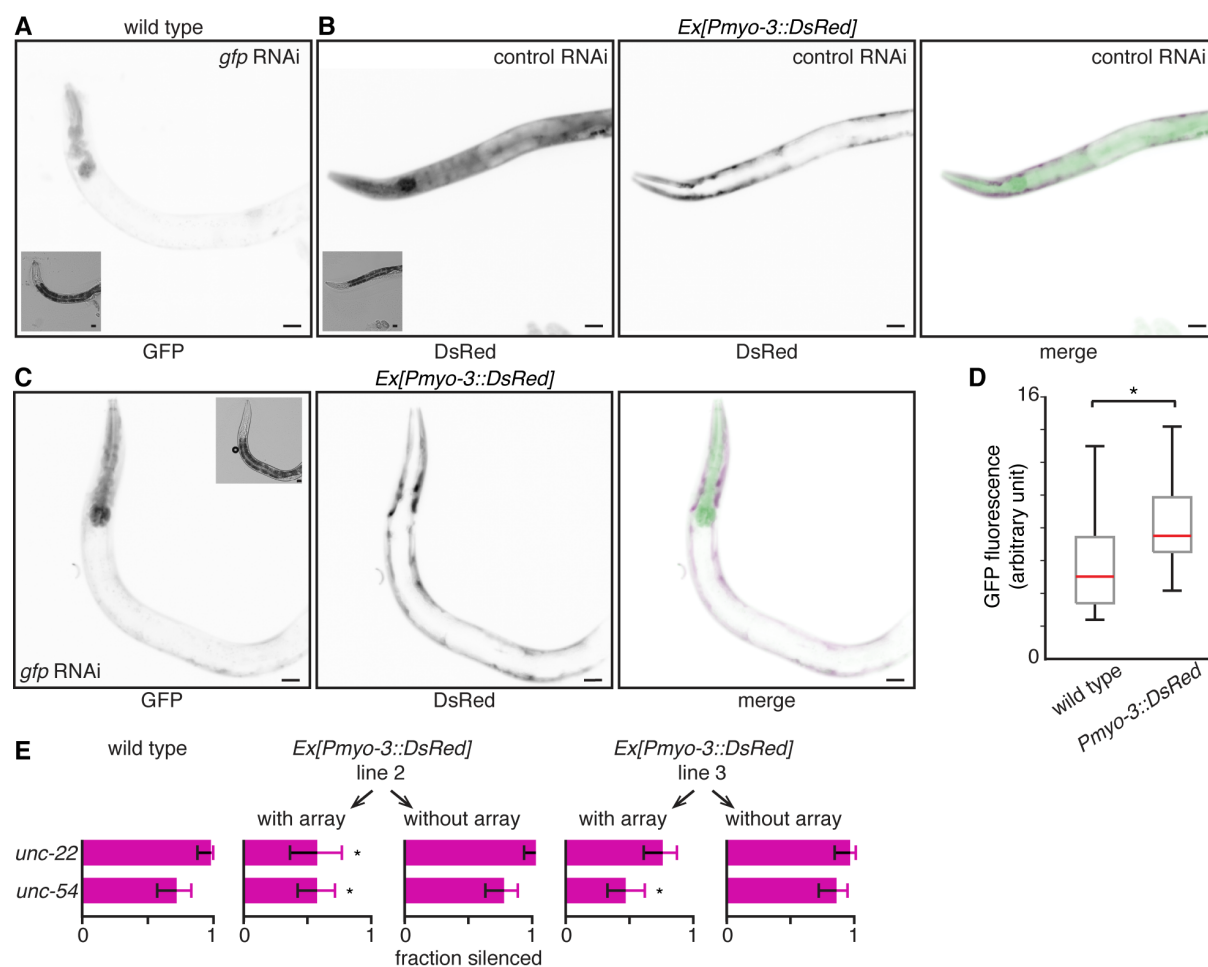 A
wild type
B
Ex[Pmyo-3::DsRed]
gfp RNAi
control RNAi
control RNAi
control RNAi
GFP
DsRed
DsRed
merge
C
Ex[Pmyo-3::DsRed]
gfp RNAi
GFP
DsRed
merge
D
16
*
GFP fluorescence
(arbitrary unit)
0
wild type
Pmyo-3::DsRed
E
wild type
Ex[Pmyo-3::DsRed]
Ex[Pmyo-3::DsRed]
line 2
line 3
with array
without array
with array
without array
unc-22
*
unc-54
*
*
0 1 0 1 0 1 0 1 0 1
fraction silenced